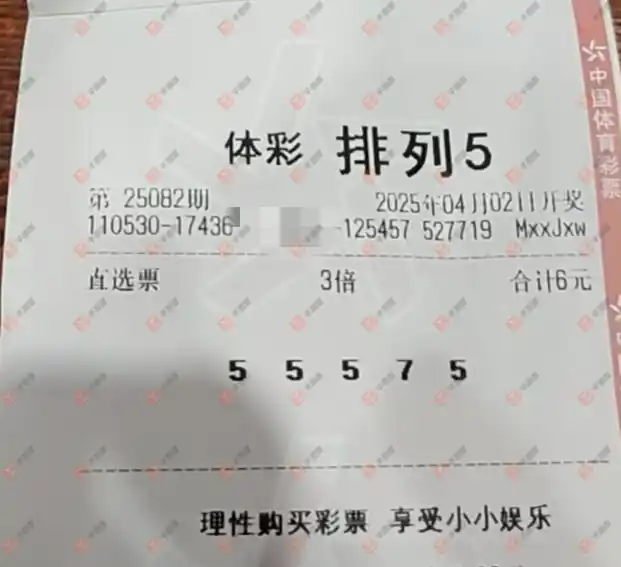 体彩 排列5
第 25082期 2025年04月02日开奖
110530-17436 -125457 527719 MxxJxw
直选票 3倍 合计6元
5 5 5 7 5
理性购买彩票 享受小小娱乐
中国体育彩票